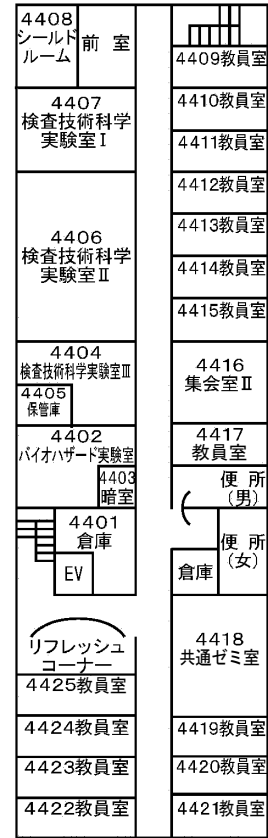 4408
シールド
ルーム
前 室
4407
検査技術科学
実験室Ⅰ
4406
検査技術科学
実験室Ⅱ
4404
検査技術科学実験室Ⅲ
4405
保管庫
4402
バイオハザード実験室
4403
暗室
4401
倉庫
EV
リフレッシュ
コーナー
4425教員室
4424教員室
4423教員室
4422教員室
4409教員室
4410教員室
4411教員室
4412教員室
4413教員室
4414教員室
4415教員室
4416
集会室Ⅱ
4417
教員室
便 所
(男)
便 所
(女)
倉庫
4418
共通ゼミ室
4419教員室
4420教員室
4421教員室